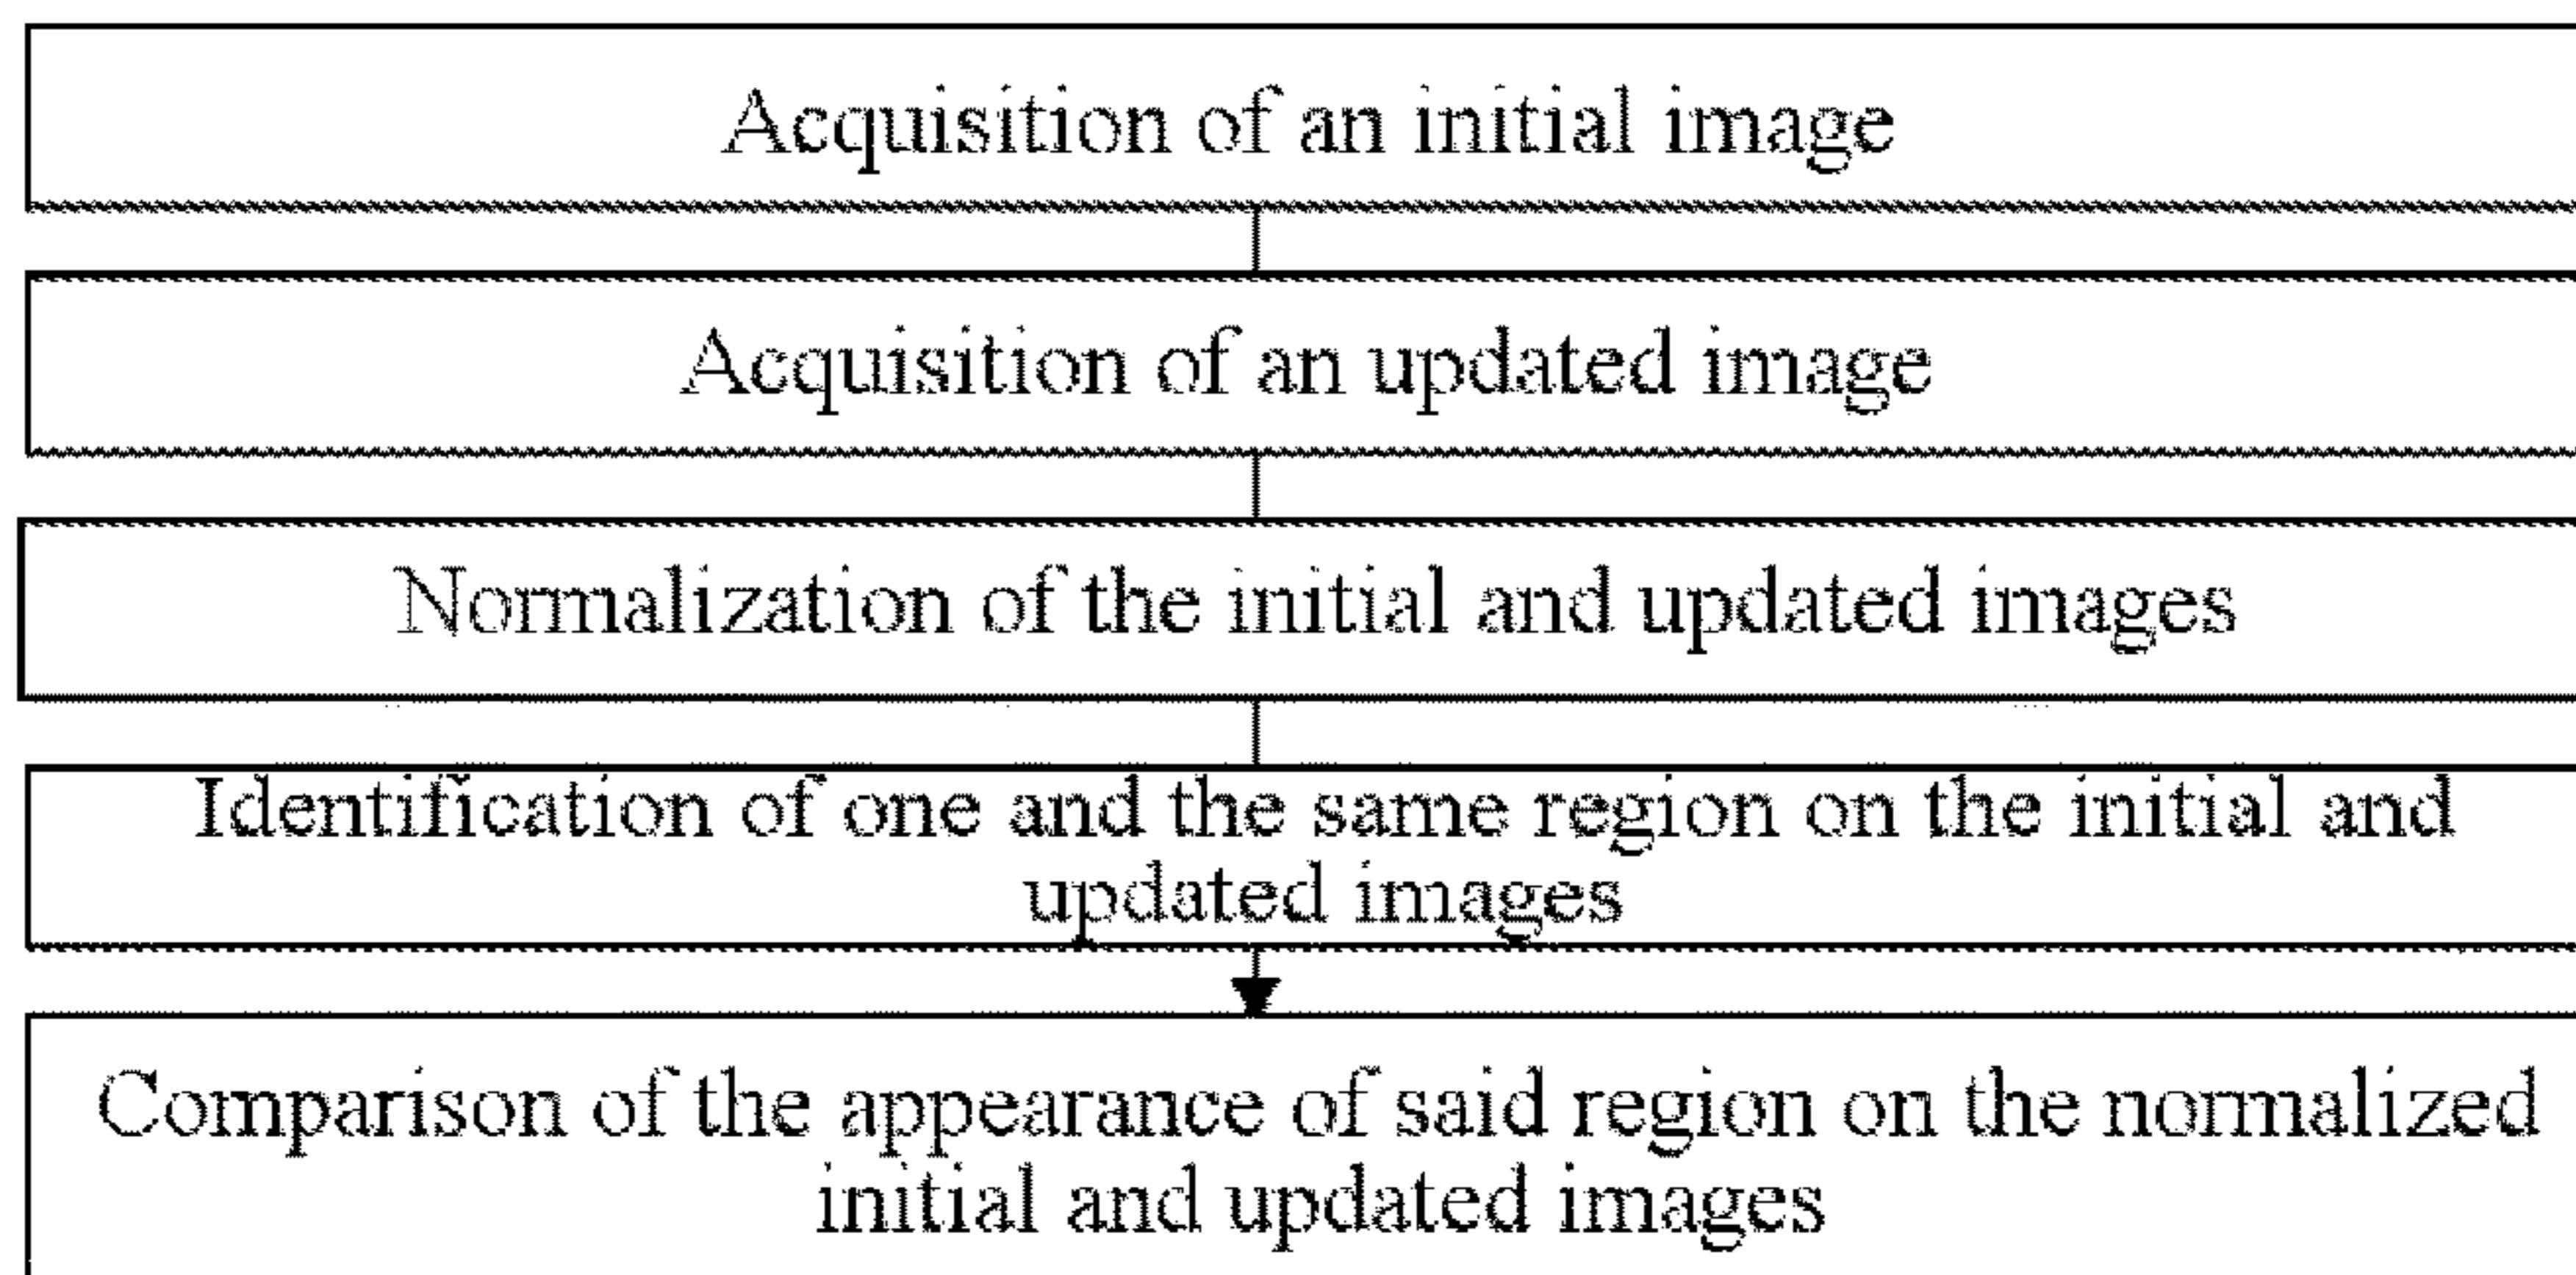 Acquisition of an initial image
Acquisition of an updated image
Normalization of the initial and updated images
Identification of one and the same region on the initial and
updated images
Comparison of the appearance of said region on the normalized
initial and updated images